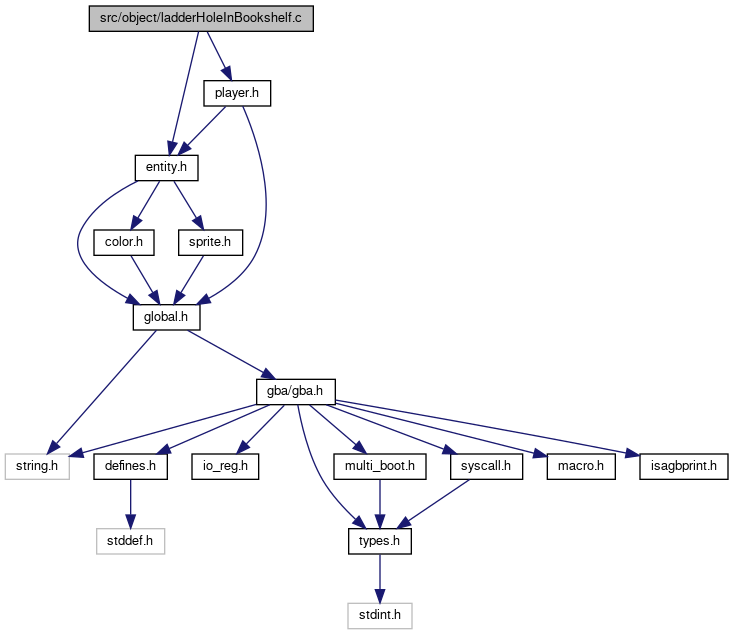 src/object/ladderHoleInBookshelf.c
player.h
entity.h
color.h
sprite.h
global.h
gba/gba.h
string.h
defines.h
io_reg.h
multi_boot.h
syscall.h
macro.h
isagbprint.h
stddef.h
types.h
stdint.h